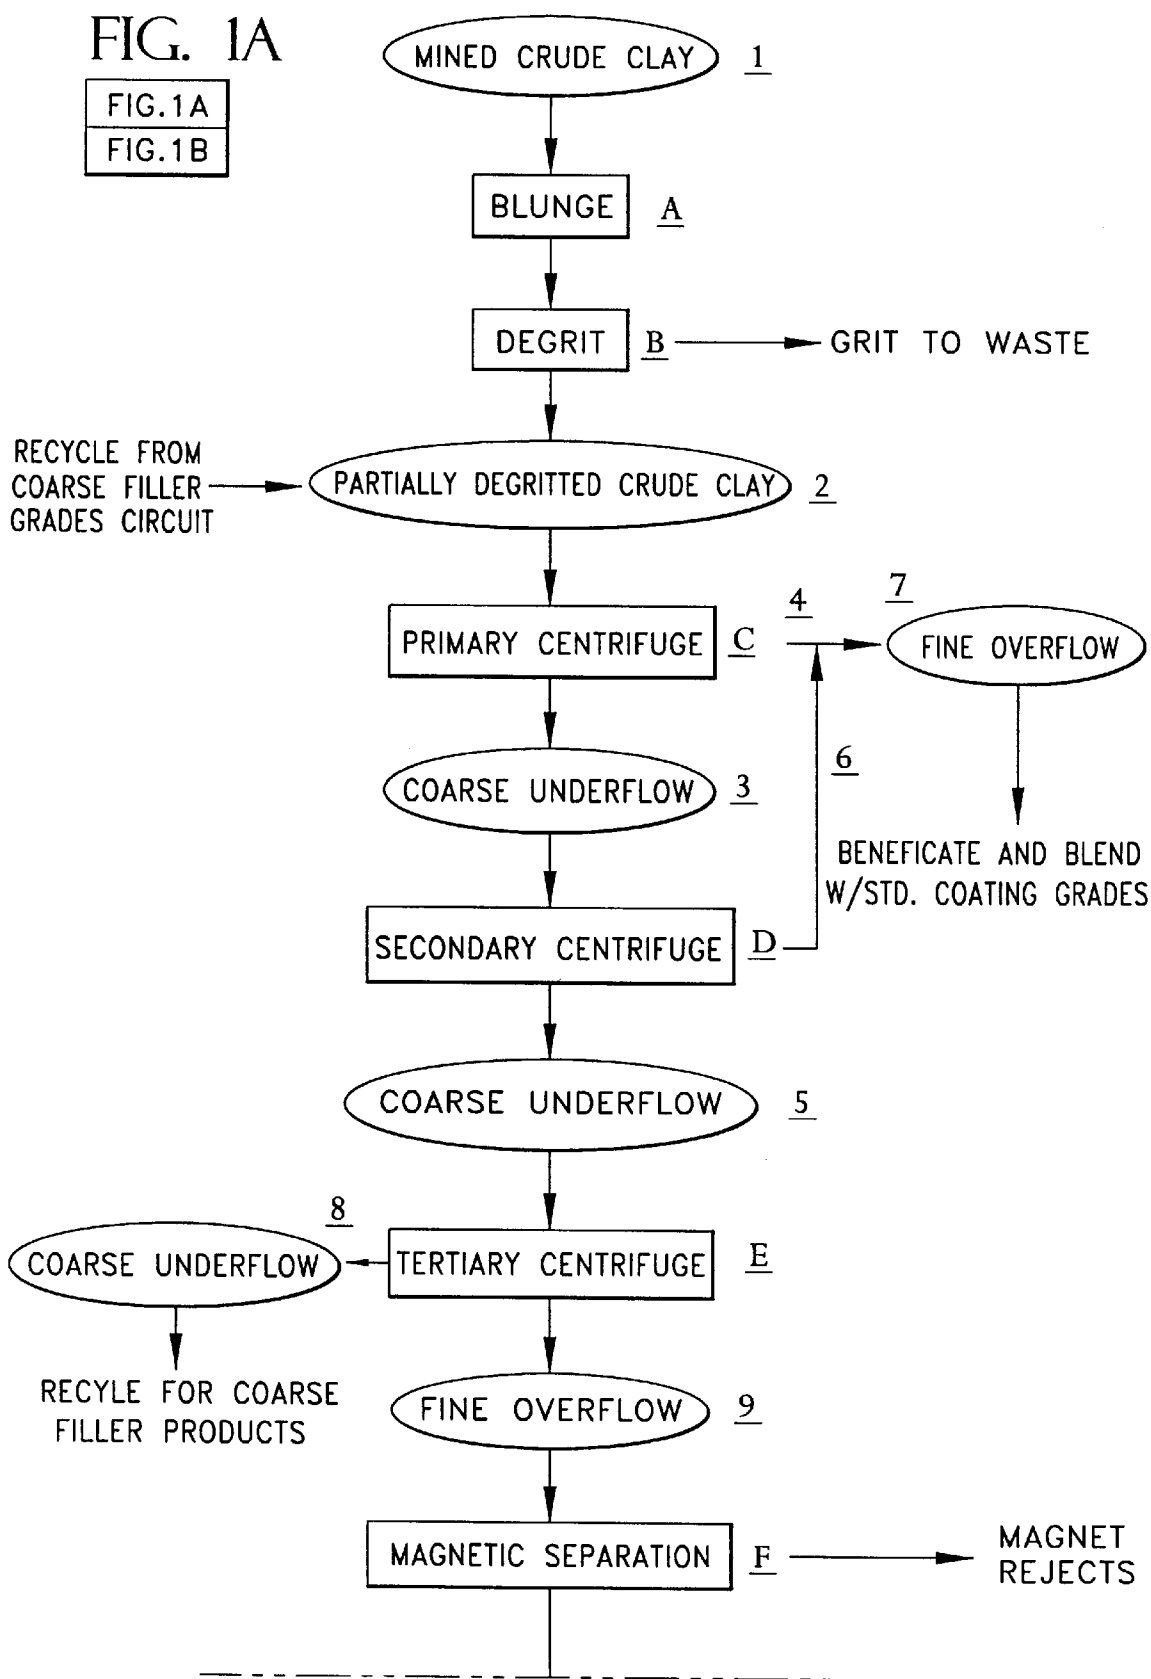 FIG. 1A
FIG.1A
FIG.1B
MINED CRUDE CLAY 1
BLUNGE A
DEGRIT B GRIT TO WASTE
RECYCLE FROM
COARSE FILLER
GRADES CIRCUIT
PARTIALLY DEGRITTED CRUDE CLAY 2
PRIMARY CENTRIFUGE C
4
7
FINE OVERFLOW
COARSE UNDERFLOW 3
6
BENEFICATE AND BLEND
W/STD. COATING GRADES
SECONDARY CENTRIFUGE D
COARSE UNDERFLOW 5
8
COARSE UNDERFLOW
TERTIARY CENTRIFUGE E
RECYLE FOR COARSE
FILLER PRODUCTS
FINE OVERFLOW 9
MAGNETIC SEPARATION F
MAGNET
REJECTS